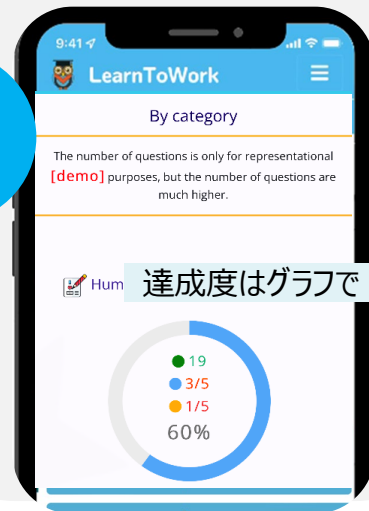 9:41
LearnToWork
By category
The number of questions is only for representational
[demo] purposes, but the number of questions are
much higher.
Hum
達成度はグラフで
19
3/5
1/5
60%